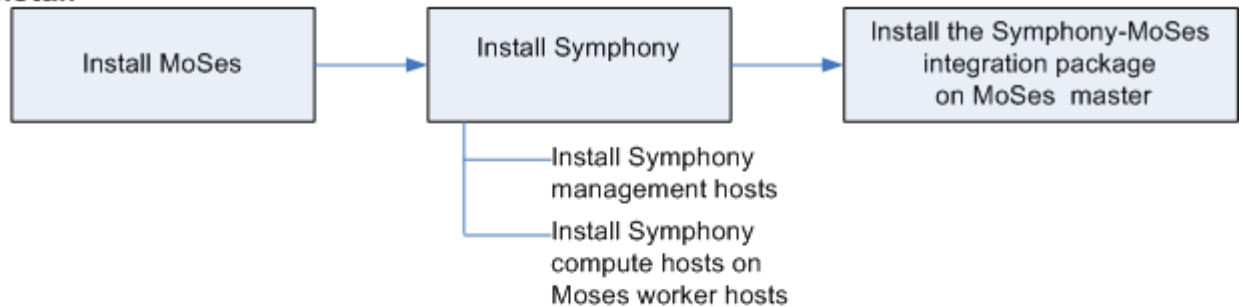 Install MoSes
Install Symphony
Install the Symphony-MoSes
integration package
on MoSes master
Install Symphony
management hosts
Install Symphony
compute hosts on
Moses worker hosts